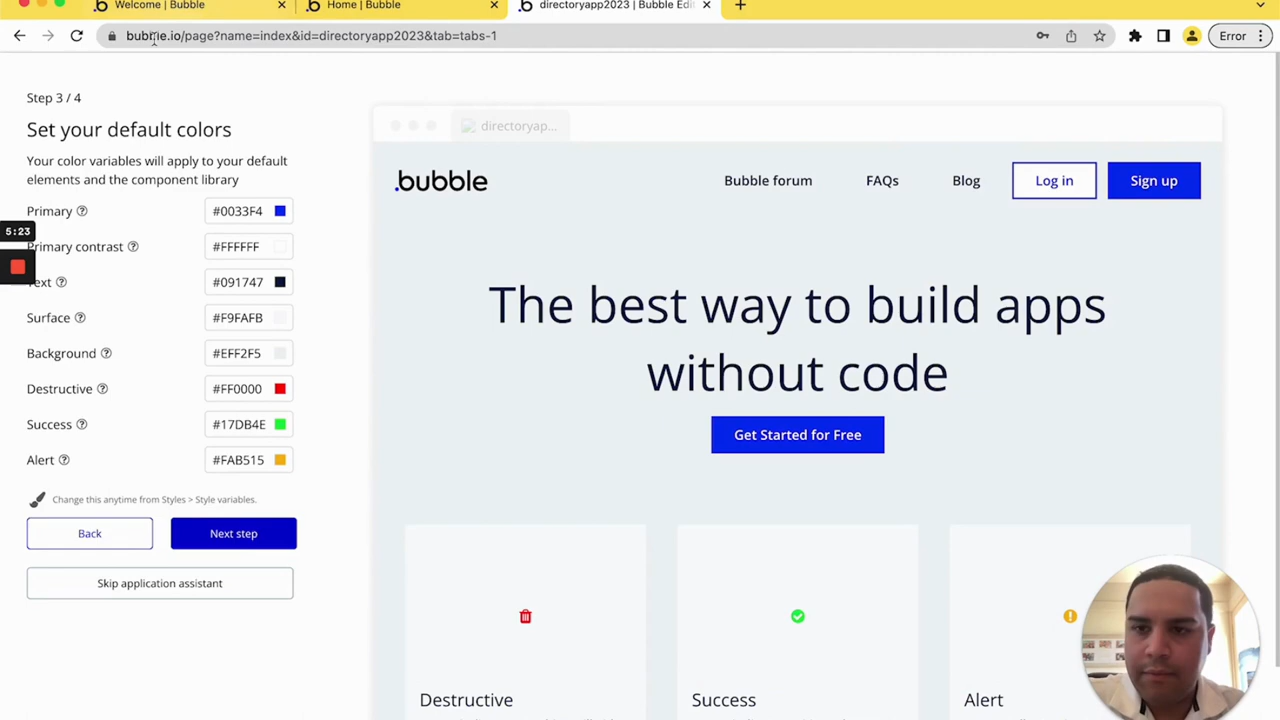 Welcome | Bubble
Home | Bubble
directoryapp2023 | Bubble Edi
bubble.io/page?name=index&id=directoryapp2023&tab=tabs-1
Error
Step 3 / 4
Set your default colors
Your color variables will apply to your default
elements and the component library
Primary
#0033F4
5:23
Primary contrast
#FFFFFF
Text
#091747
Surface
#F9FAFB
Background
#EFF2F5
Destructive
#FF0000
Success
#17DB4E
Alert
#FAB515
Change this anytime from Styles > Style variables.
Back
Next step
Skip application assistant
directoryap...
.bubble
Bubble forum
FAQs
Blog
Log in
Sign up
The best way to build apps
without code
Get Started for Free
Destructive
Success
Alert